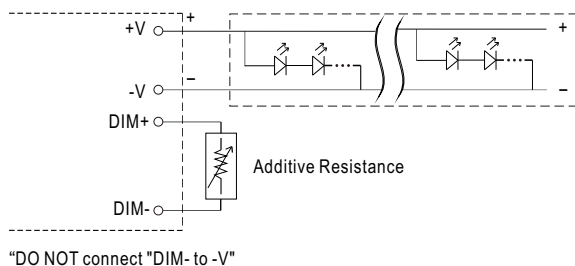 +V + +
-V − −
DIM+
Additive Resistance
DIM-
“DO NOT connect "DIM- to -V"